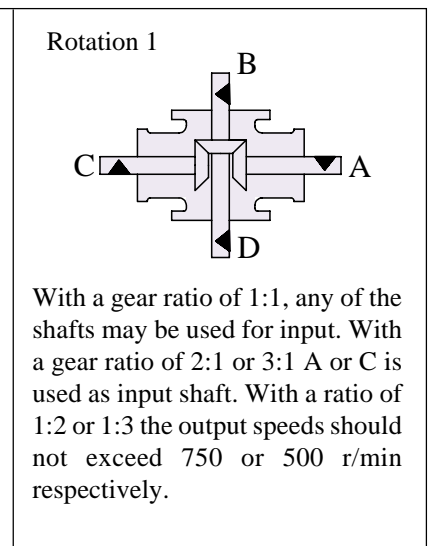 Rotation 1
B
C
A
D
With a gear ratio of 1:1, any of the
shafts may be used for input. With
a gear ratio of 2:1 or 3:1 A or C is
used as input shaft. With a ratio of
1:2 or 1:3 the output speeds should
not exceed 750 or 500 r/min
respectively.